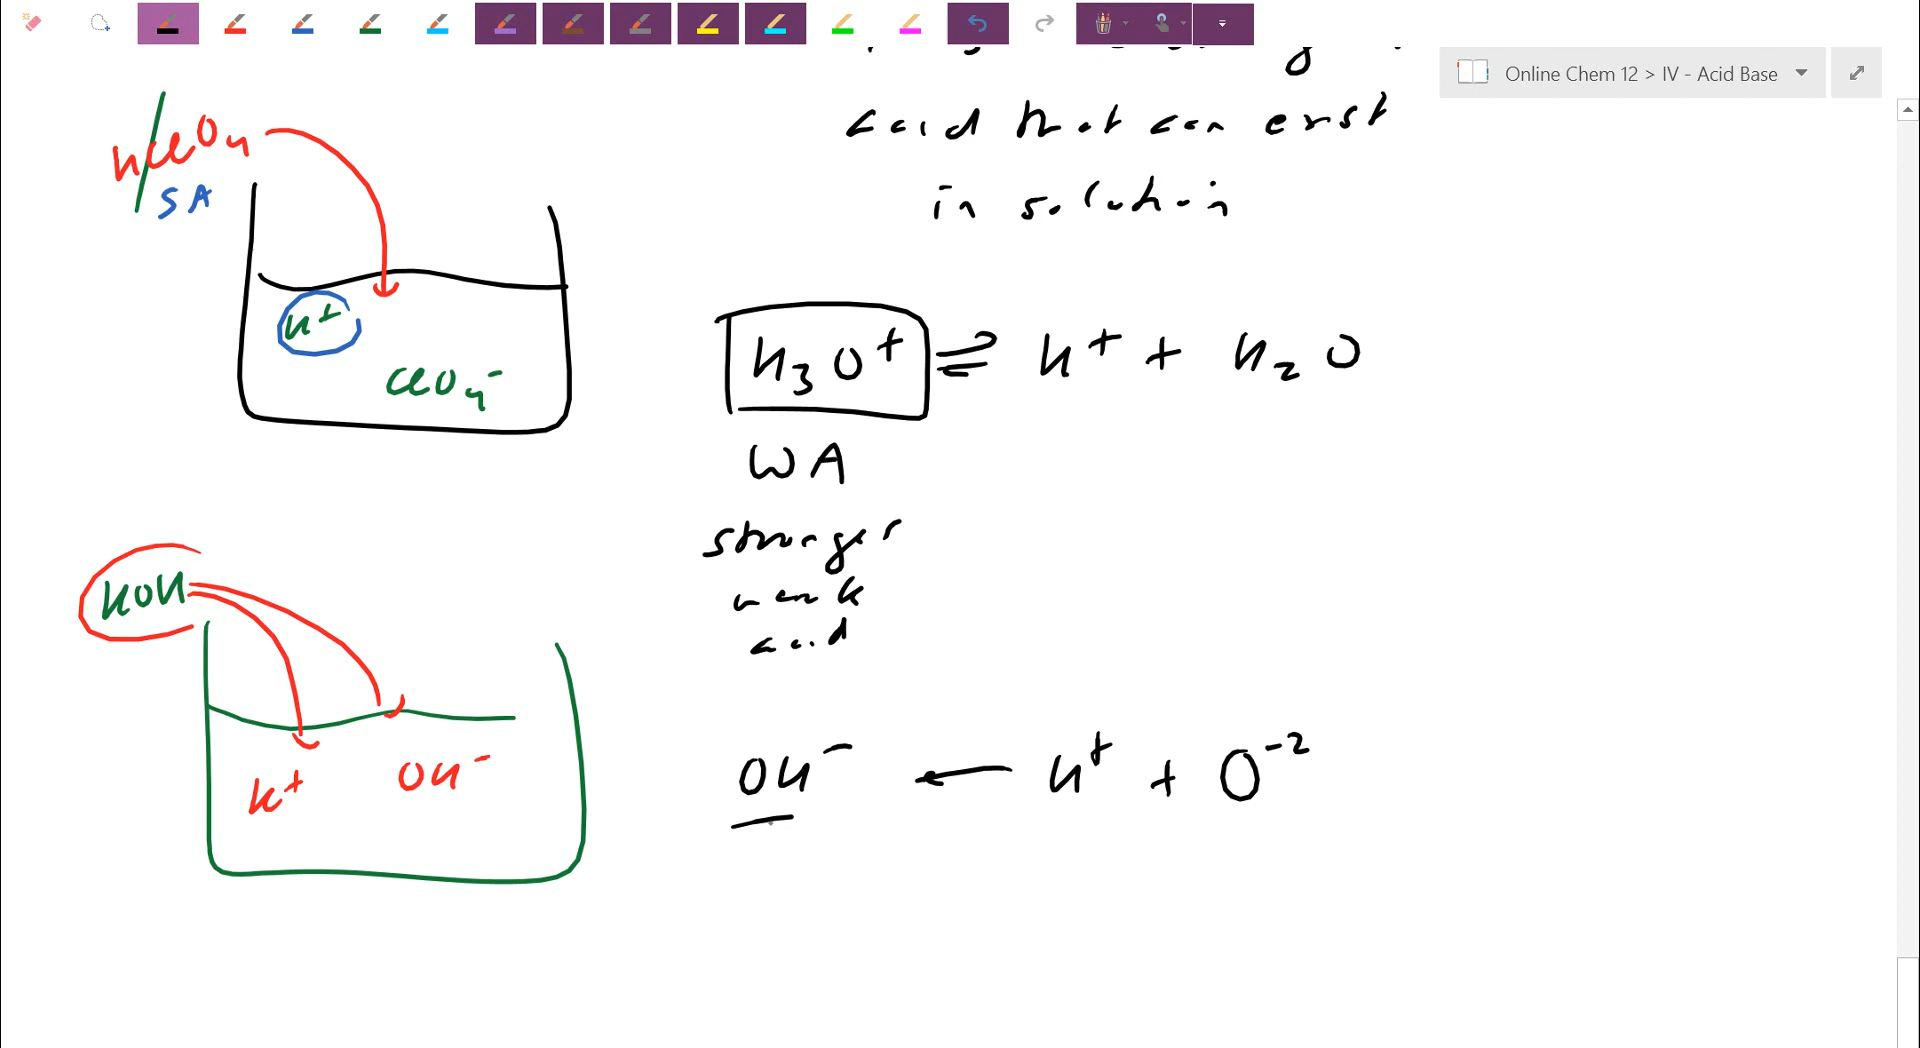 Online Chem 12 > IV - Acid Base
acid that can exist
in solution
HClO4
SA
H+
ClO4-
H3O+ ⇌ H+ + H2O
WA
stronger
weak
acid
KOH
K+ OH-
OH- ← H+ + O-2